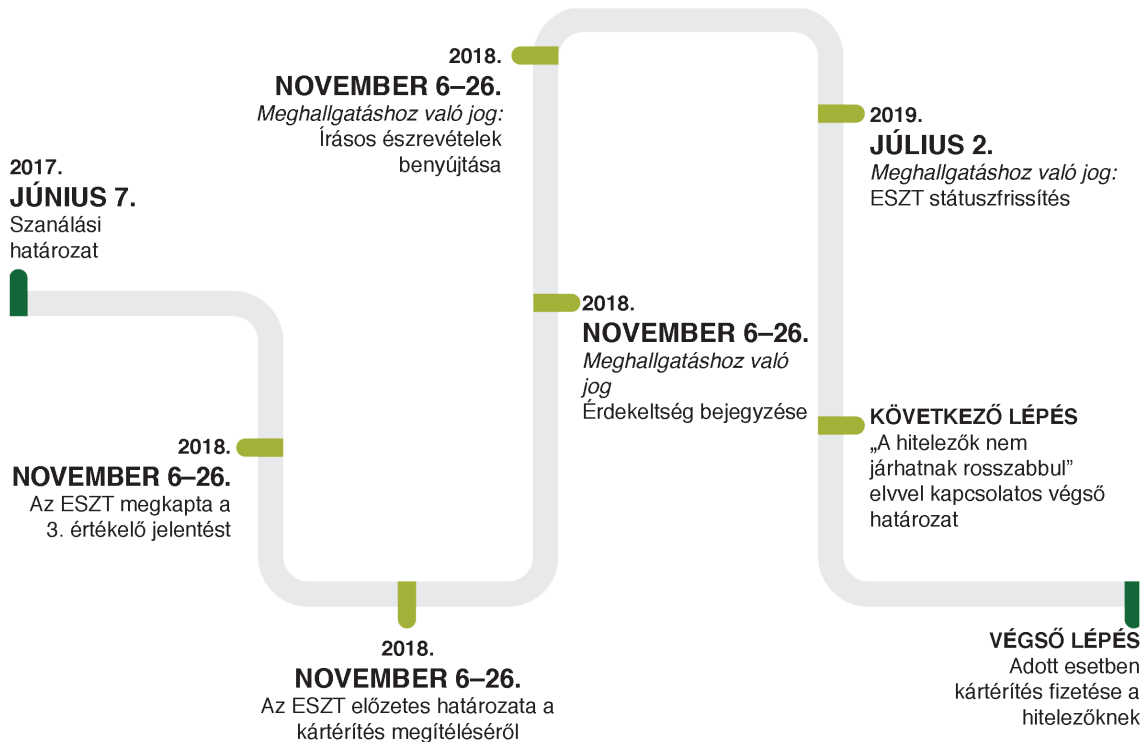 2017.
JÚNIUS 7.
Szanálási
határozat
2018.
NOVEMBER 6–26.
Az ESZT megkapta a
3. értékelő jelentést
2018.
NOVEMBER 6–26.
Az ESZT előzetes határozata a
kártérítés megítéléséről
2018.
NOVEMBER 6–26.
Meghallgatáshoz való
jog
Érdekeltség bejegyzése
2018.
NOVEMBER 6–26.
Meghallgatáshoz való jog:
Írásos észrevételek
benyújtása
2019.
JÚLIUS 2.
Meghallgatáshoz való jog:
ESZT státuszfrissítés
KÖVETKEZŐ LÉPÉS
„A hitelezők nem
járhatnak rosszabbul”
elvvel kapcsolatos végső
határozat
VÉGSŐ LÉPÉS
Adott esetben
kártérítés fizetése a
hitelezőknek